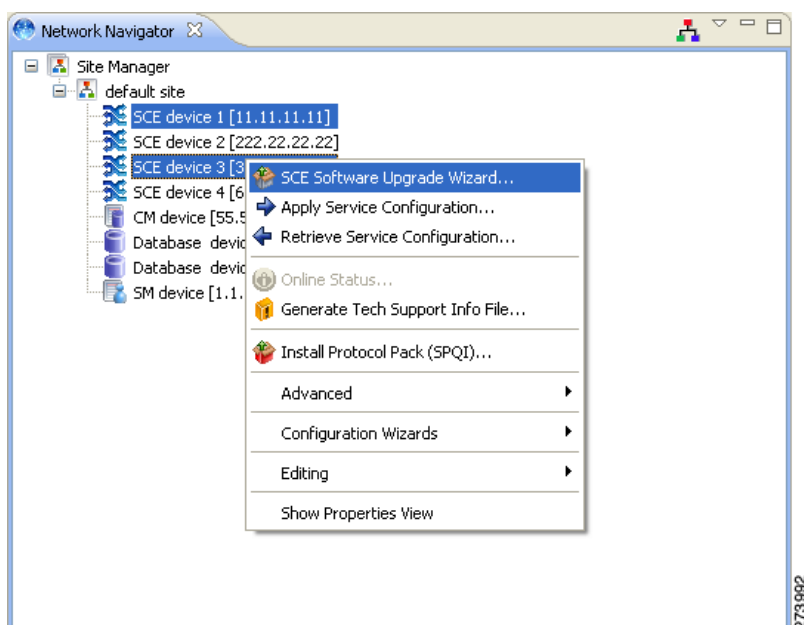 Network Navigator
Site Manager
default site
SCE device 1 [11.11.11.11]
SCE device 2 [222.22.22.22]
SCE device 3 [3
SCE device 4 [6
CM device [55.5
Database devic
Database devic
SM device [1.1.
SCE Software Upgrade Wizard...
Apply Service Configuration...
Retrieve Service Configuration...
Online Status...
Generate Tech Support Info File...
Install Protocol Pack (SPQI)...
Advanced
Configuration Wizards
Editing
Show Properties View
273992